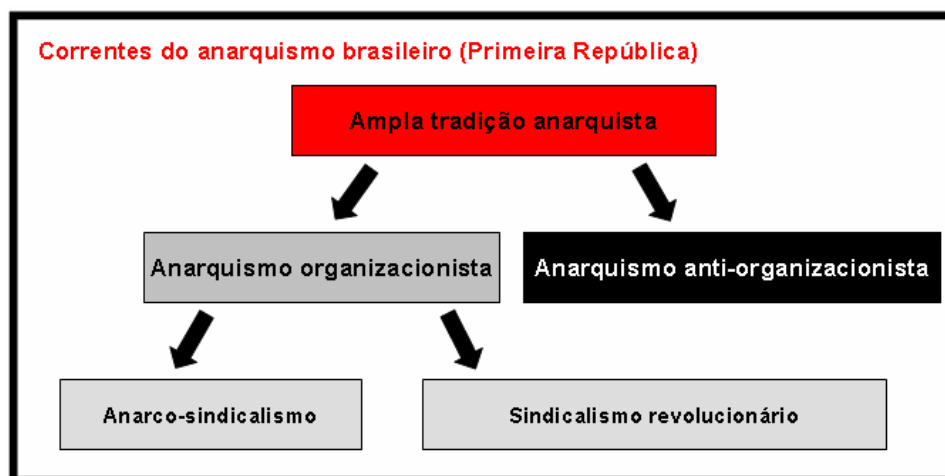 Correntes do anarquismo brasileiro (Primeira República)
Ampla tradição anarquista
Anarquismo organizacionista
Anarquismo anti-organizacionista
Anarco-sindicalismo
Sindicalismo revolucionário